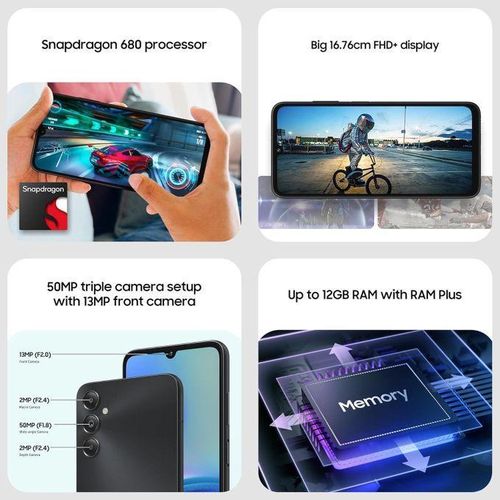 Snapdragon 680 processor
Big 16.76cm FHD+ display
Snapdragon
50MP triple camera setup
with 13MP front camera
Up to 12GB RAM with RAM Plus
13MP (F2.0)
Front Camera
2MP (F2.4)
Macro Camera
50MP (F1.8)
Wide-angle Camera
2MP (F2.4)
Depth Camera
Memory